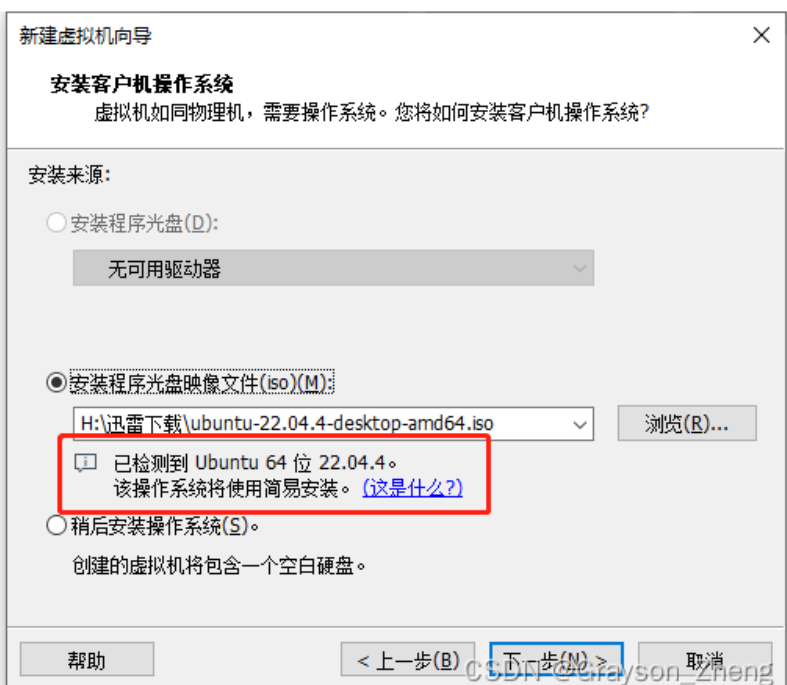 新建虚拟机向导
安装客户机操作系统
虚拟机如同物理机，需要操作系统。您将如何安装客户机操作系统？
安装来源：
安装程序光盘(D):
无可用驱动器
安装程序光盘映像文件(iso)(M):
H:\迅雷下载\ubuntu-22.04.4-desktop-amd64.iso
浏览(R)...
已检测到 Ubuntu 64 位 22.04.4。
该操作系统将使用简易安装。(这是什么?)
稍后安装操作系统(S)。
创建的虚拟机将包含一个空白硬盘。
帮助
< 上一步(B)
下一步(N) >
取消
CSDN @Grayson_Zheng